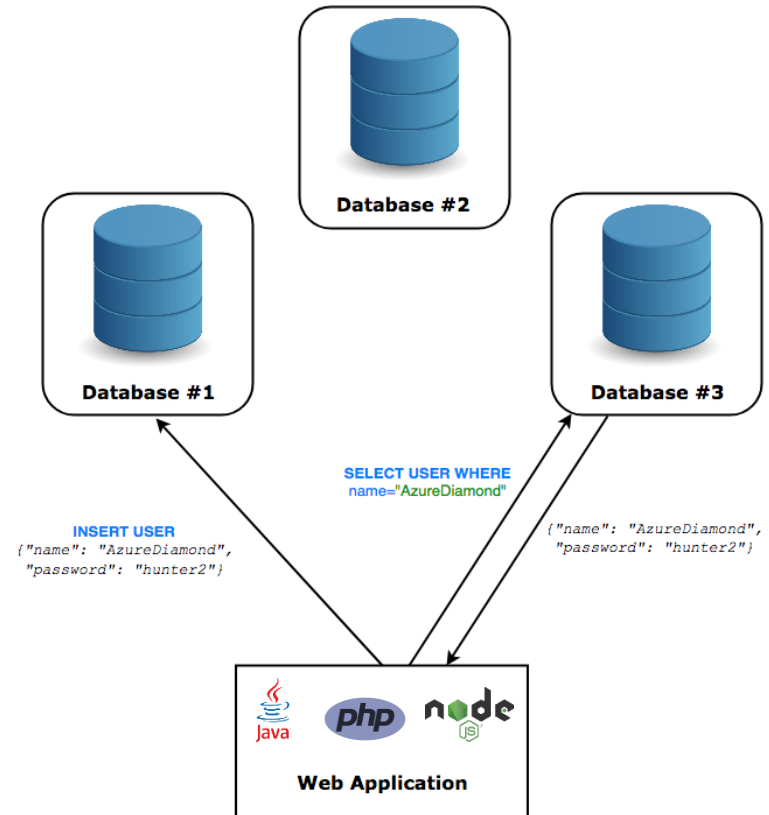 Database #2
Database #1
Database #3
SELECT USER WHERE
name="AzureDiamond"
INSERT USER
{"name": "AzureDiamond",
"password": "hunter2"}
{"name": "AzureDiamond",
"password": "hunter2"}
Java
php
node
JS
Web Application